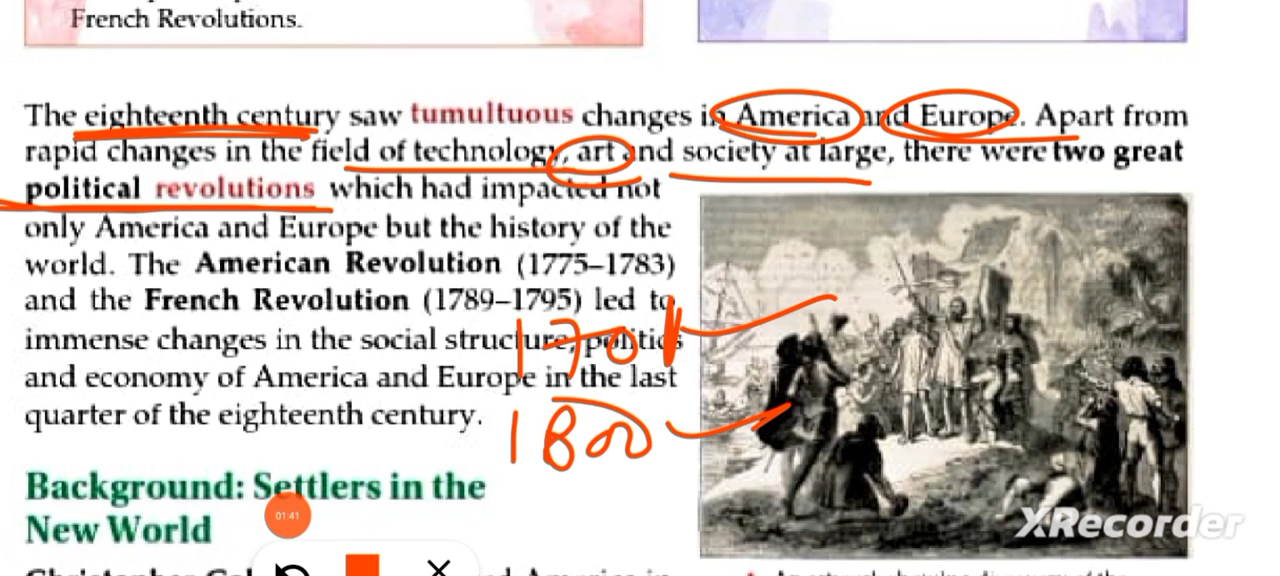 French Revolutions.
The eighteenth century saw tumultuous changes in America and Europe. Apart from
rapid changes in the field of technology, art and society at large, there were two great
political revolutions which had impacted not
only America and Europe but the history of the
world. The American Revolution (1775–1783)
and the French Revolution (1789–1795) led to
immense changes in the social structure, politics
and economy of America and Europe in the last
quarter of the eighteenth century.
1701
1800
Background: Settlers in the
New World
01:41
XRecorder